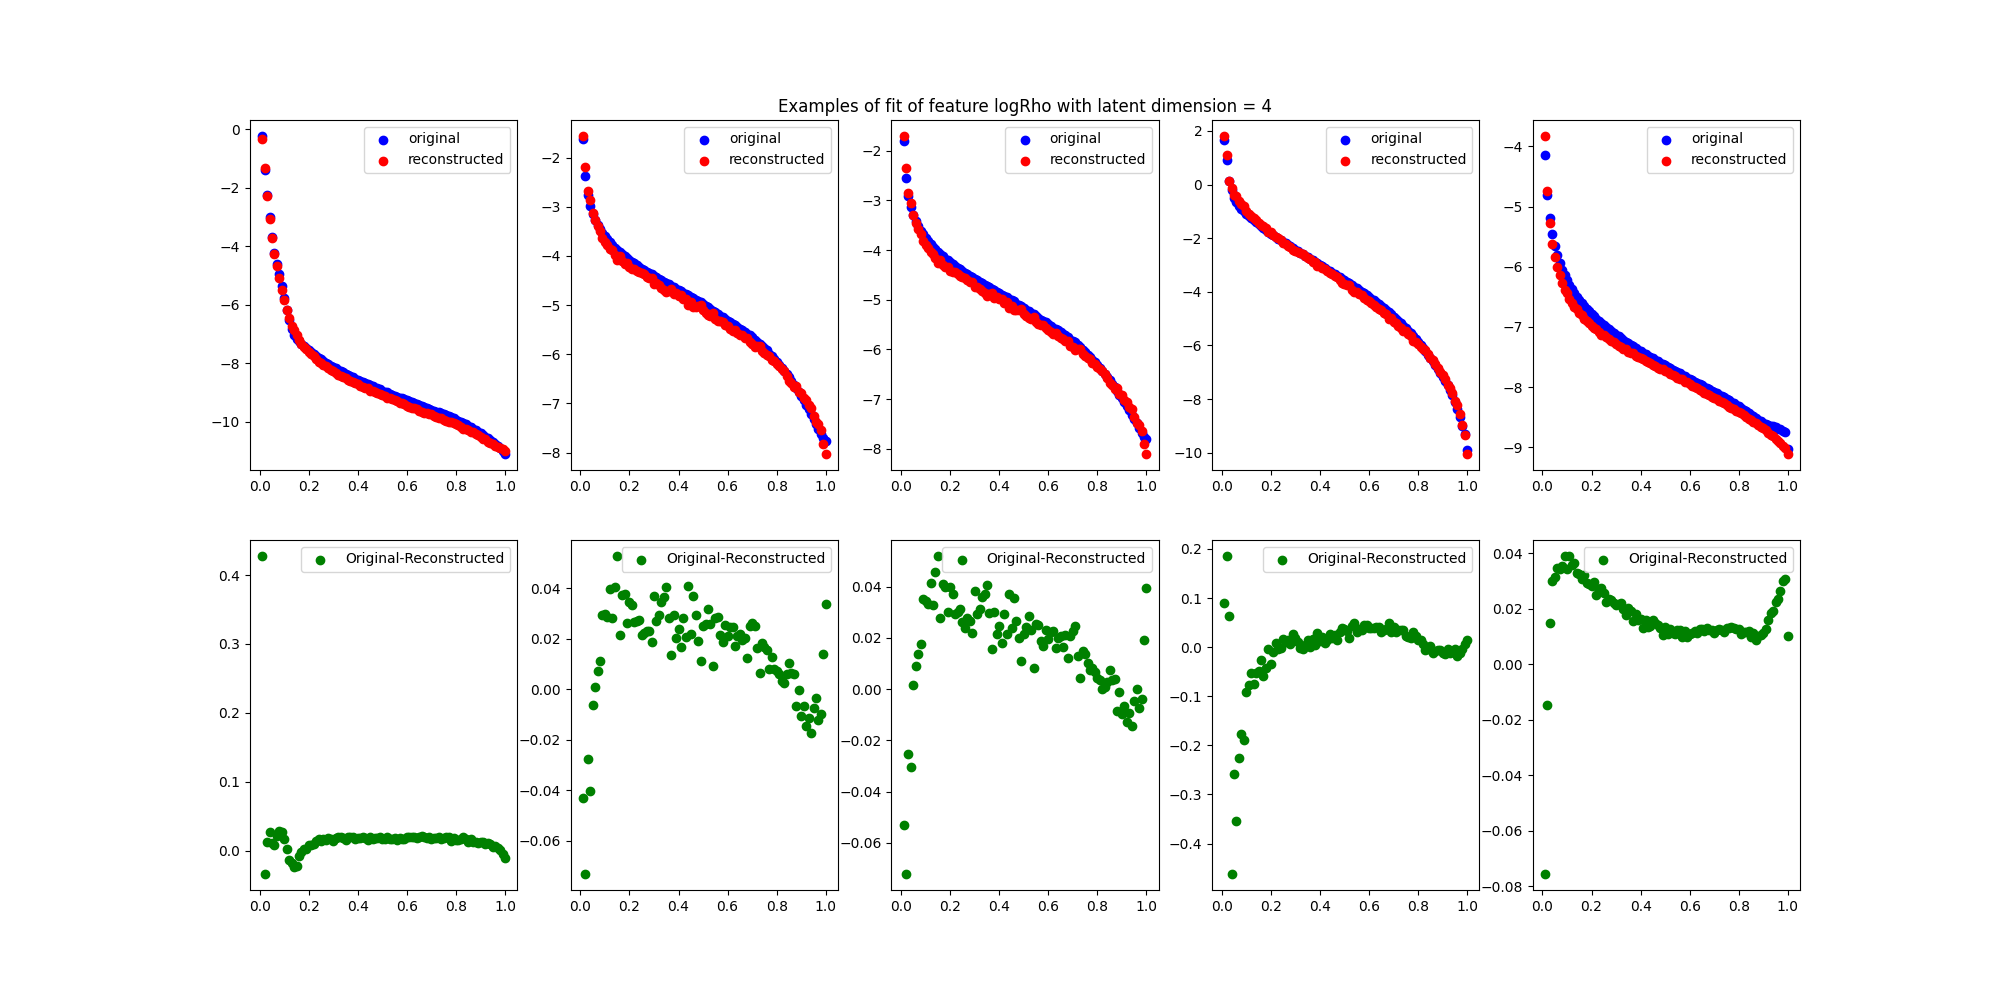 Examples of fit of feature logRho with latent dimension = 4
original
reconstructed
0
−2
−4
−6
−8
−10
0.0 0.2 0.4 0.6 0.8 1.0
original
reconstructed
−2
−3
−4
−5
−6
−7
−8
0.0 0.2 0.4 0.6 0.8 1.0
original
reconstructed
−2
−3
−4
−5
−6
−7
−8
0.0 0.2 0.4 0.6 0.8 1.0
original
reconstructed
2
0
−2
−4
−6
−8
−10
0.0 0.2 0.4 0.6 0.8 1.0
original
reconstructed
−4
−5
−6
−7
−8
−9
0.0 0.2 0.4 0.6 0.8 1.0
Original-Reconstructed
0.4
0.3
0.2
0.1
0.0
0.0 0.2 0.4 0.6 0.8 1.0
Original-Reconstructed
0.04
0.02
0.00
−0.02
−0.04
−0.06
0.0 0.2 0.4 0.6 0.8 1.0
Original-Reconstructed
0.04
0.02
0.00
−0.02
−0.04
−0.06
0.0 0.2 0.4 0.6 0.8 1.0
Original-Reconstructed
0.2
0.1
0.0
−0.1
−0.2
−0.3
−0.4
0.0 0.2 0.4 0.6 0.8 1.0
Original-Reconstructed
0.04
0.02
0.00
−0.02
−0.04
−0.06
−0.08
0.0 0.2 0.4 0.6 0.8 1.0